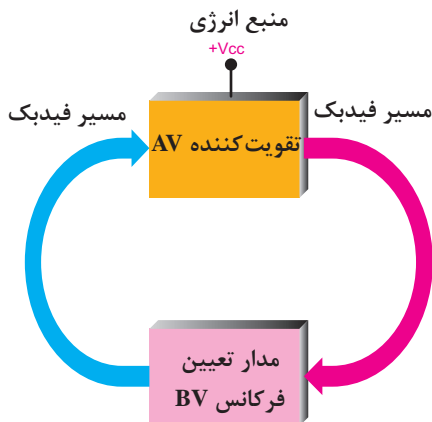 منبع انرژی
+Vcc
مسیر فیدبک
مسیر فیدبک
تقویت‌کننده AV
مدار تعیین
فرکانس BV